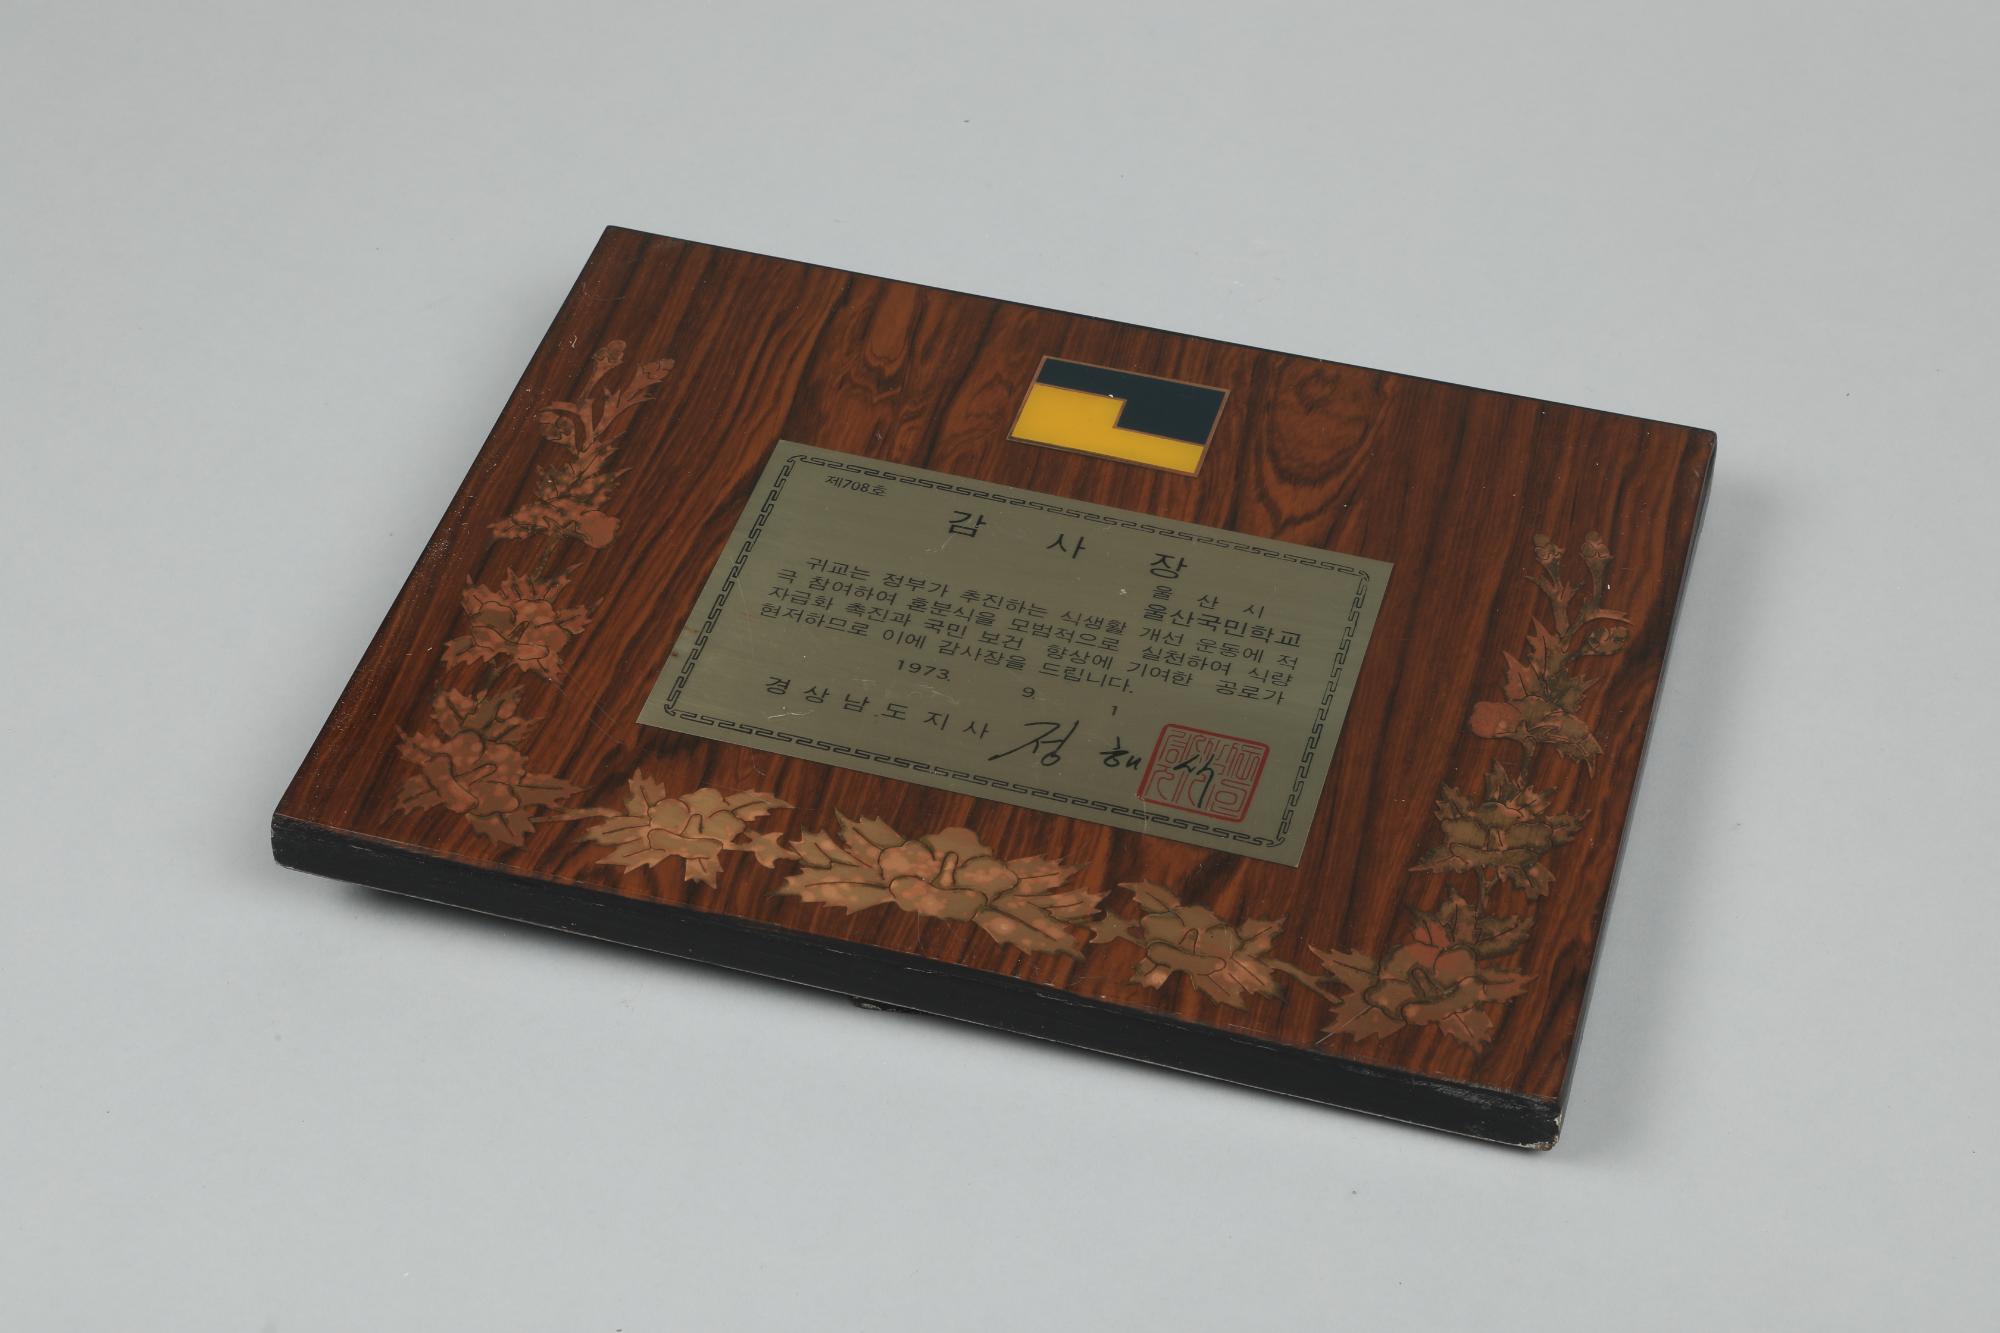 제708호
감 사 장
울 산 시
울산국민학교
귀교는 정부가 추진하는 식생활 개선 운동에 적
극 참여하여 혼분식을 모범적으로 실천하여 식량
자급화 촉진과 국민 보건 향상에 기여한 공로가
현저하므로 이에 감사장을 드립니다.
1973. 9. 1
경상남도지사 정해식